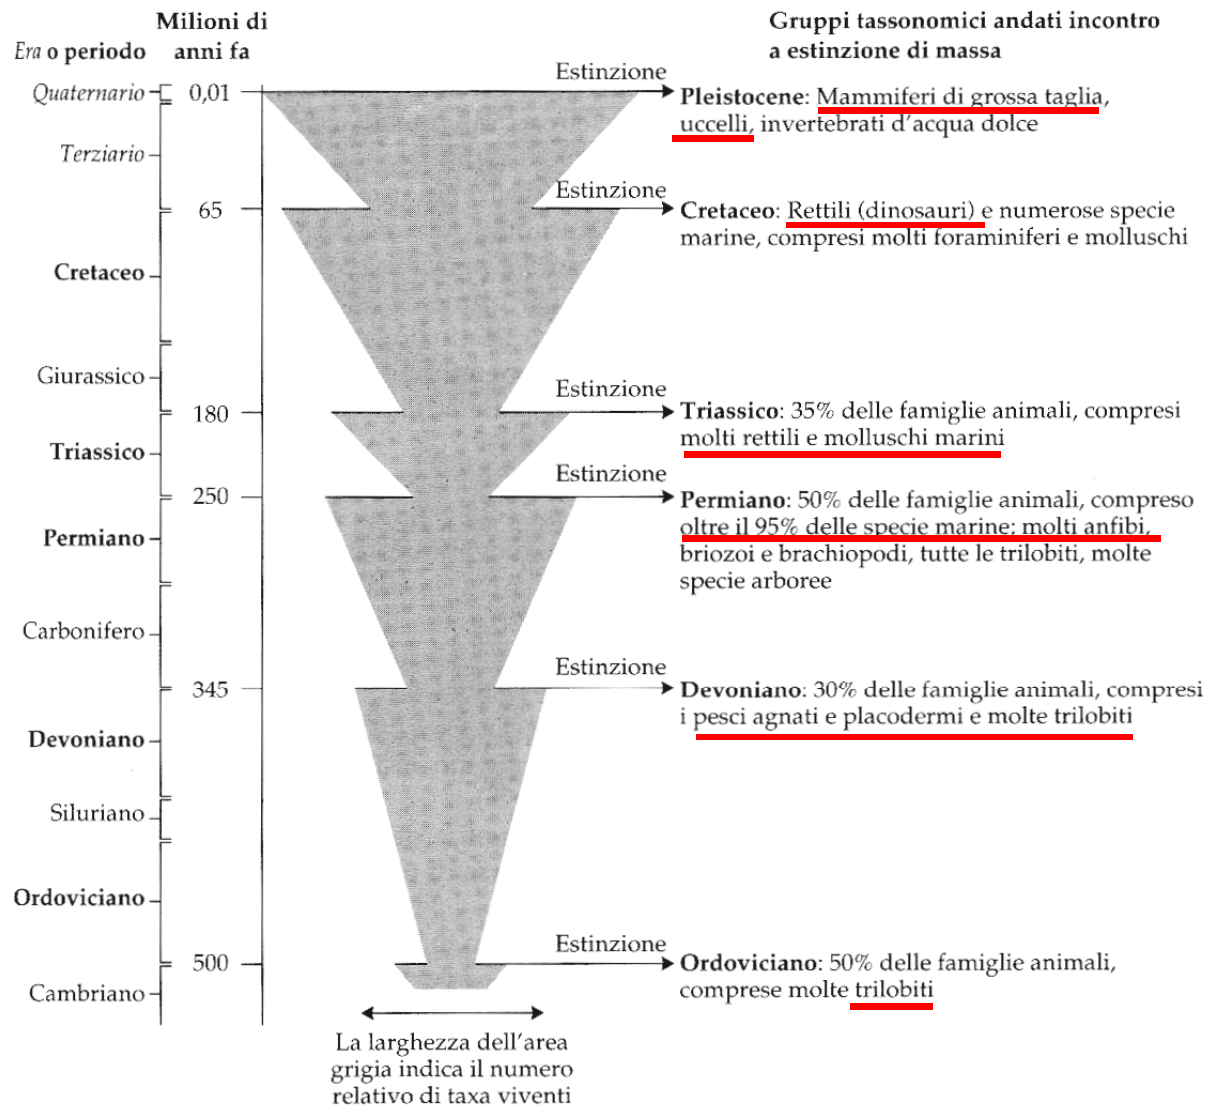 Era o periodo
Milioni di
anni fa
Gruppi tassonomici andati incontro
a estinzione di massa
Quaternario
0,01
Estinzione
Pleistocene: Mammiferi di grossa taglia,
uccelli, invertebrati d'acqua dolce
Terziario
65
Estinzione
Cretaceo: Rettili (dinosauri) e numerose specie
marine, compresi molti foraminiferi e molluschi
Cretaceo
Giurassico
180
Estinzione
Triassico: 35% delle famiglie animali, compresi
molti rettili e molluschi marini
Triassico
250
Estinzione
Permiano: 50% delle famiglie animali, compreso
oltre il 95% delle specie marine; molti anfibi,
briozoi e brachiopodi, tutte le trilobiti, molte
specie arboree
Permiano
Carbonifero
345
Estinzione
Devoniano: 30% delle famiglie animali, compresi
i pesci agnati e placodermi e molte trilobiti
Devoniano
Siluriano
Ordoviciano
500
Estinzione
Ordoviciano: 50% delle famiglie animali,
comprese molte trilobiti
Cambriano
La larghezza dell'area
grigia indica il numero
relativo di taxa viventi